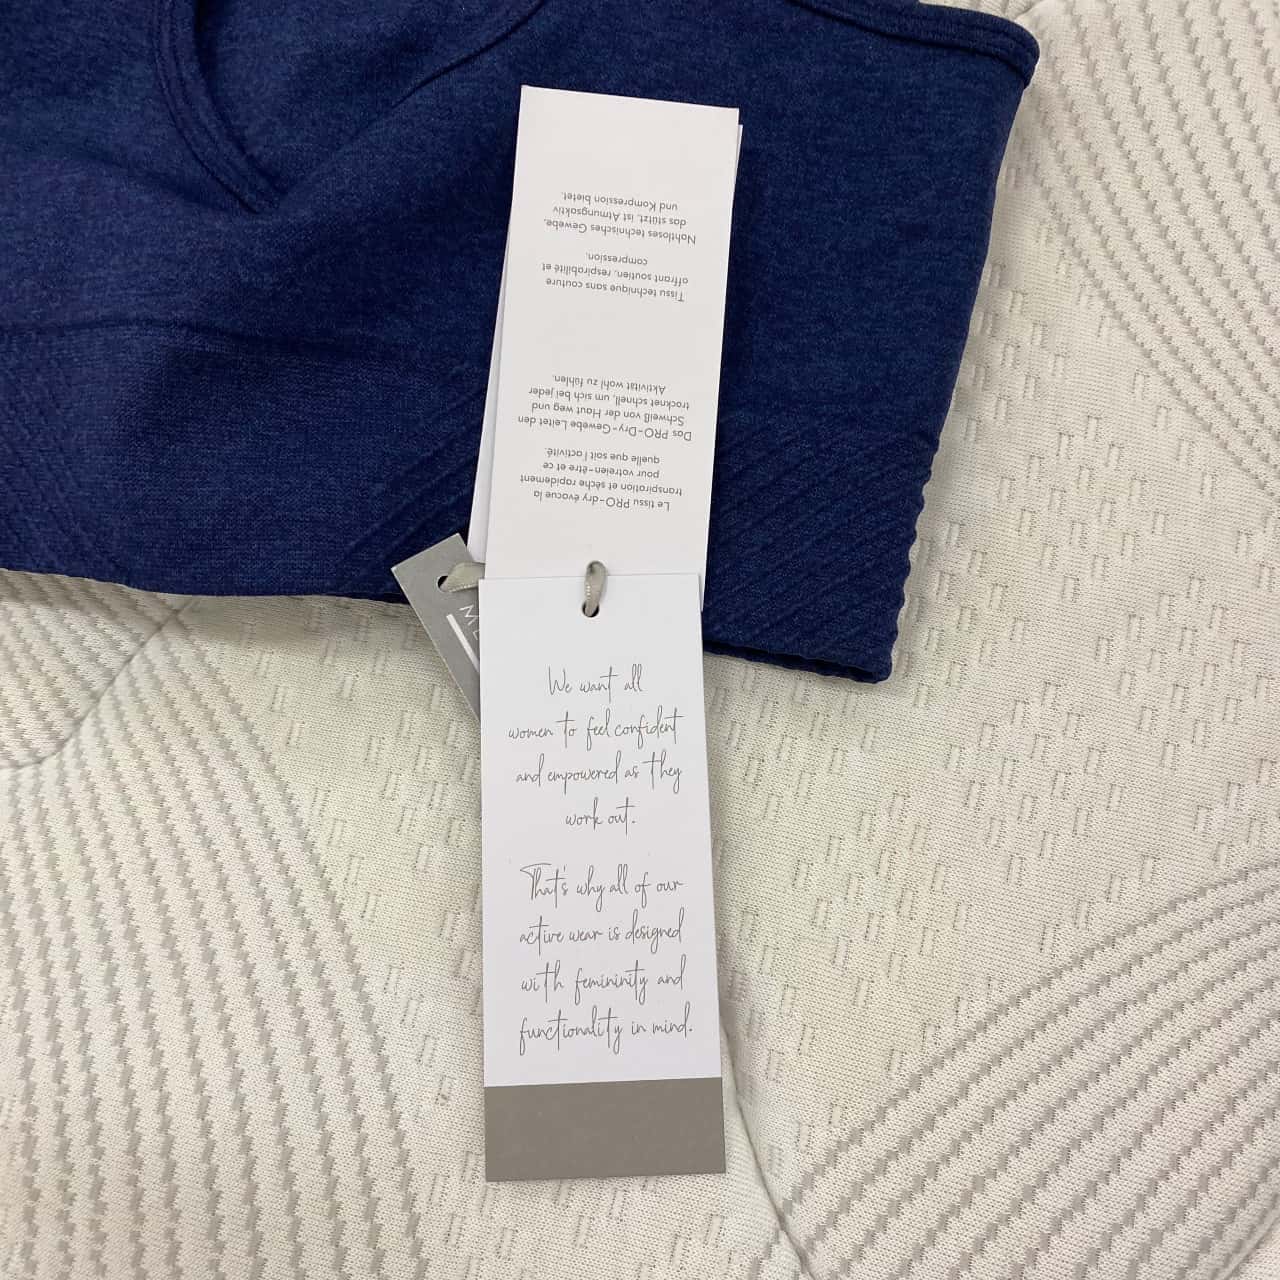 Le tissu PRO-dry évacue la
transpiration et sèche rapidement
pour votreien-être et ce
quelle que soit l'activité.
Das PRO-Dry-Gewebe Leitet den
Schweiß von der Haut weg und
trocknet schnell, um sich bei jeder
Aktivität wohl zu fühlen.
Tissu technique sans couture
offrant soutien, respirabilité et
compression.
Nahtloses technisches Gewebe,
das stützt, ist Atmungsaktiv
und Kompression bietet.
We want all
women to feel confident
and empowered as they
work out.
That's why all of our
active wear is designed
with femininity and
functionality in mind.